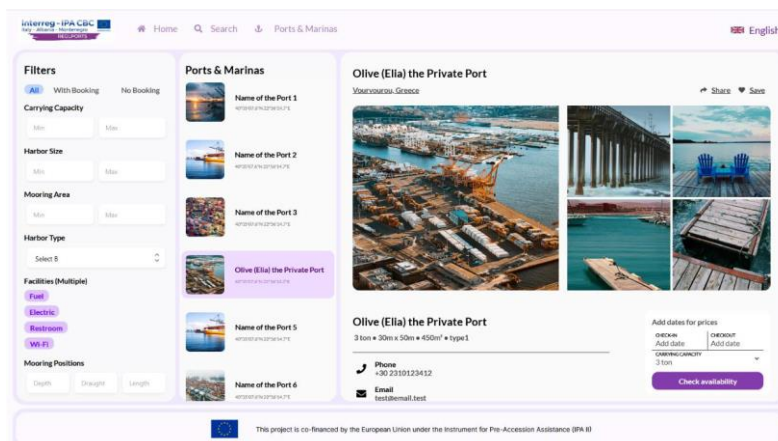 interreg - IPA CBC
Italy - Albania - Montenegro
REGLPORTS
Home
Search
Ports & Marinas
English
Filters
All
With Booking
No Booking
Carrying Capacity
Min
Max
Harbor Size
Min
Max
Mooring Area
Min
Max
Harbor Type
Select B
Facilities (Multiple)
Fuel
Electric
Restroom
Wi-Fi
Mooring Positions
Depth
Draught
Length
Ports & Marinas
Name of the Port 1
Name of the Port 2
Name of the Port 3
Olive (Elia) the Private Port
Name of the Port 5
Name of the Port 6
Olive (Elia) the Private Port
Vourvourou, Greece
Share
Save
Olive (Elia) the Private Port
3 ton • 30m x 50m • 450m² • type1
Phone
+30 2310123412
Email
test@email.test
Add dates for prices
CHECK-IN
Add date
CHECKOUT
Add date
CARRYING CAPACITY
3 ton
Check availability
This project is co-financed by the European Union under the Instrument for Pre-Accession Assistance (IPA II)